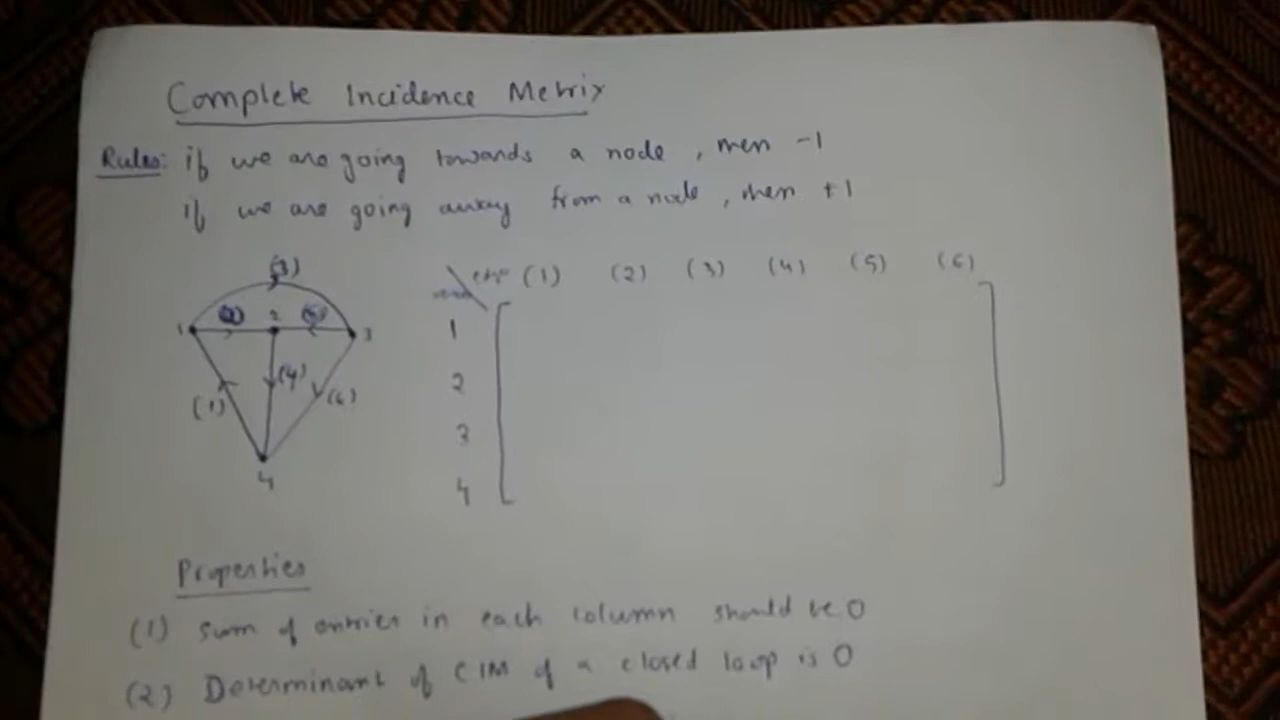 Complete Incidence Metrix
Rules: if we are going towards a node, then -1
if we are going away from a node, then +1
(3)
(1) (2) (3) (4) (5) (6)
1 (2) 2 (5) 3
1
(4)
2
(1) (6)
3
4
4
Properties
(1) Sum of entries in each column should be 0
(2) Determinant of CIM of a closed loop is 0